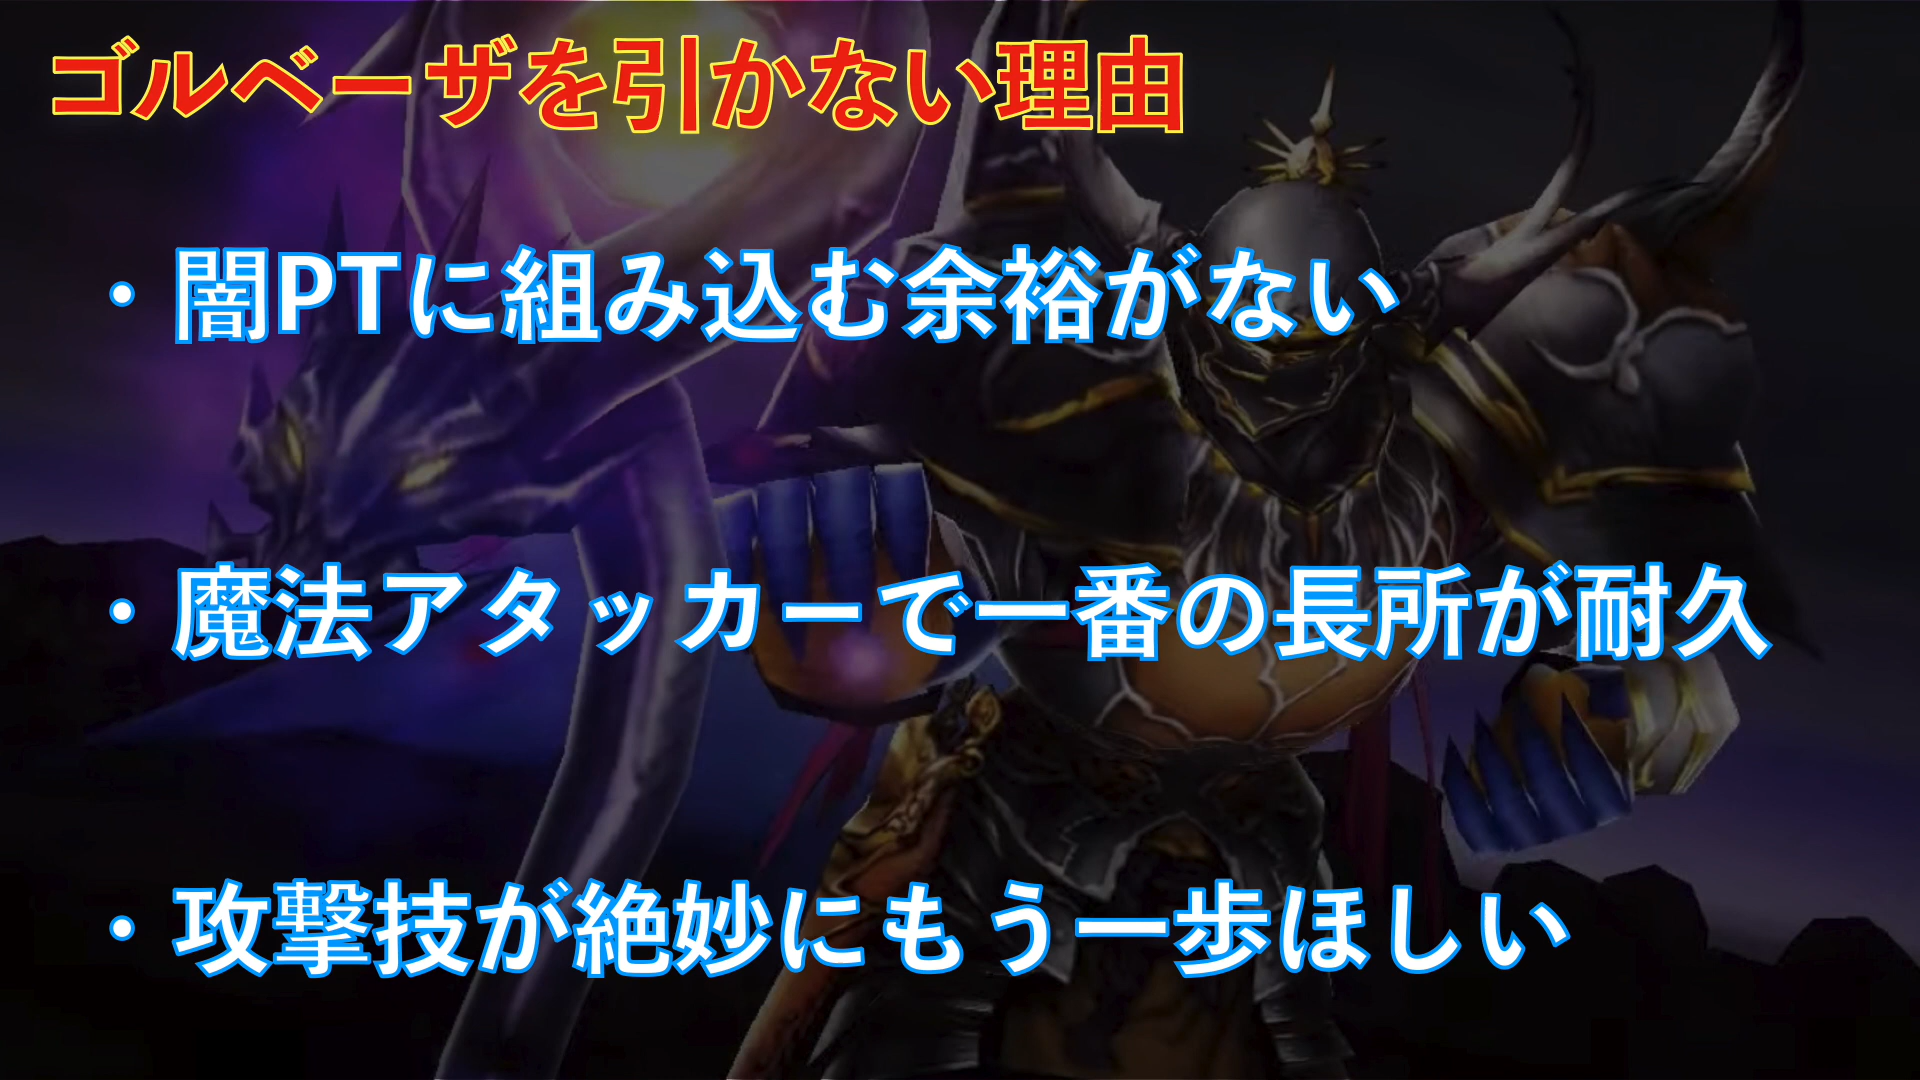 ゴルベーザを引かない理由
・闇PTに組み込む余裕がない
・魔法アタッカーで一番の長所が耐久
・攻撃技が絶妙にもう一歩ほしい